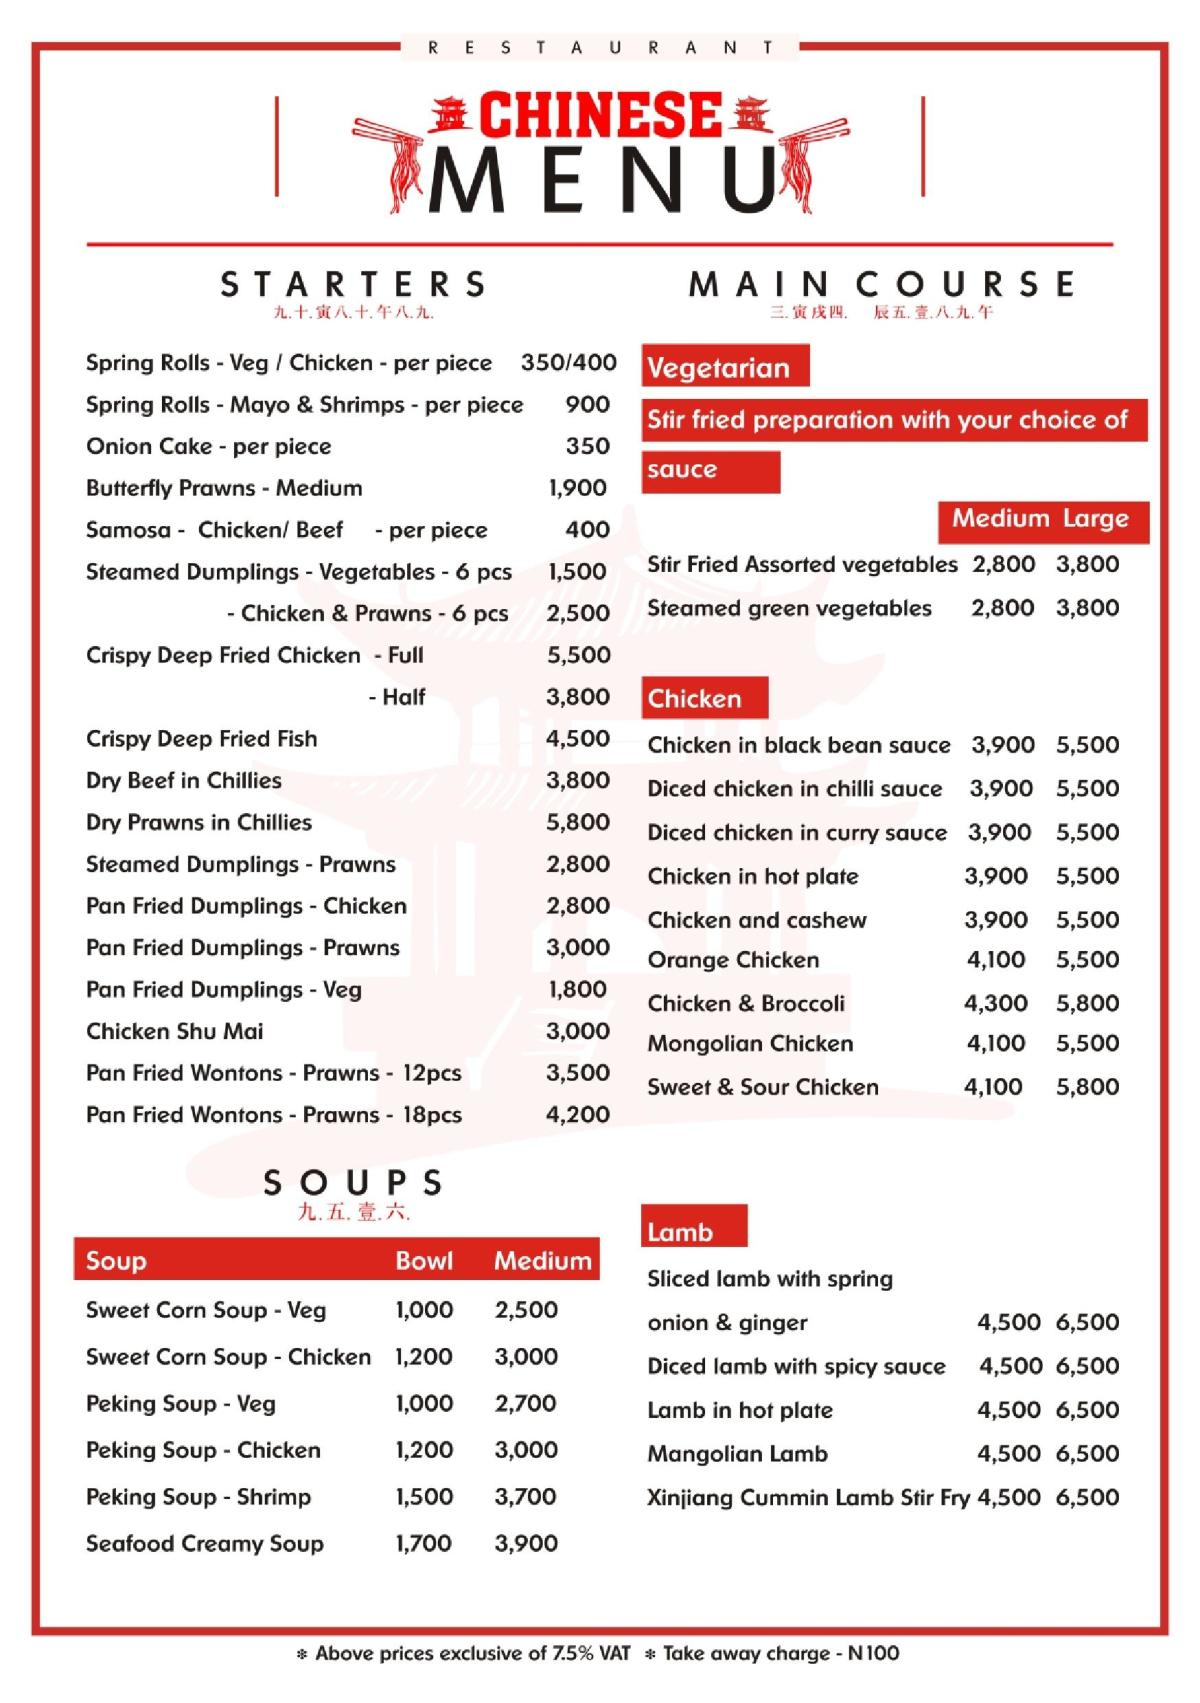 RESTAURANT
CHINESE
MENU
STARTERS
九.十.寅八.十.午八.九.
Spring Rolls - Veg / Chicken - per piece 350/400
Spring Rolls - Mayo & Shrimps - per piece 900
Onion Cake - per piece 350
Butterfly Prawns - Medium 1,900
Samosa - Chicken/ Beef - per piece 400
Steamed Dumplings - Vegetables - 6 pcs 1,500
- Chicken & Prawns - 6 pcs 2,500
Crispy Deep Fried Chicken - Full 5,500
- Half 3,800
Crispy Deep Fried Fish 4,500
Dry Beef in Chillies 3,800
Dry Prawns in Chillies 5,800
Steamed Dumplings - Prawns 2,800
Pan Fried Dumplings - Chicken 2,800
Pan Fried Dumplings - Prawns 3,000
Pan Fried Dumplings - Veg 1,800
Chicken Shu Mai 3,000
Pan Fried Wontons - Prawns - 12pcs 3,500
Pan Fried Wontons - Prawns - 18pcs 4,200
SOUPS
九.五.壹.六.
Soup Bowl Medium
Sweet Corn Soup - Veg 1,000 2,500
Sweet Corn Soup - Chicken 1,200 3,000
Peking Soup - Veg 1,000 2,700
Peking Soup - Chicken 1,200 3,000
Peking Soup - Shrimp 1,500 3,700
Seafood Creamy Soup 1,700 3,900
MAIN COURSE
三.寅戌四. 辰五.壹.八.九.午
Vegetarian
Stir fried preparation with your choice of
sauce
Medium Large
Stir Fried Assorted vegetables 2,800 3,800
Steamed green vegetables 2,800 3,800
Chicken
Chicken in black bean sauce 3,900 5,500
Diced chicken in chilli sauce 3,900 5,500
Diced chicken in curry sauce 3,900 5,500
Chicken in hot plate 3,900 5,500
Chicken and cashew 3,900 5,500
Orange Chicken 4,100 5,500
Chicken & Broccoli 4,300 5,800
Mongolian Chicken 4,100 5,500
Sweet & Sour Chicken 4,100 5,800
Lamb
Sliced lamb with spring
onion & ginger 4,500 6,500
Diced lamb with spicy sauce 4,500 6,500
Lamb in hot plate 4,500 6,500
Mangolian Lamb 4,500 6,500
Xinjiang Cummin Lamb Stir Fry 4,500 6,500
* Above prices exclusive of 7.5% VAT * Take away charge - N100